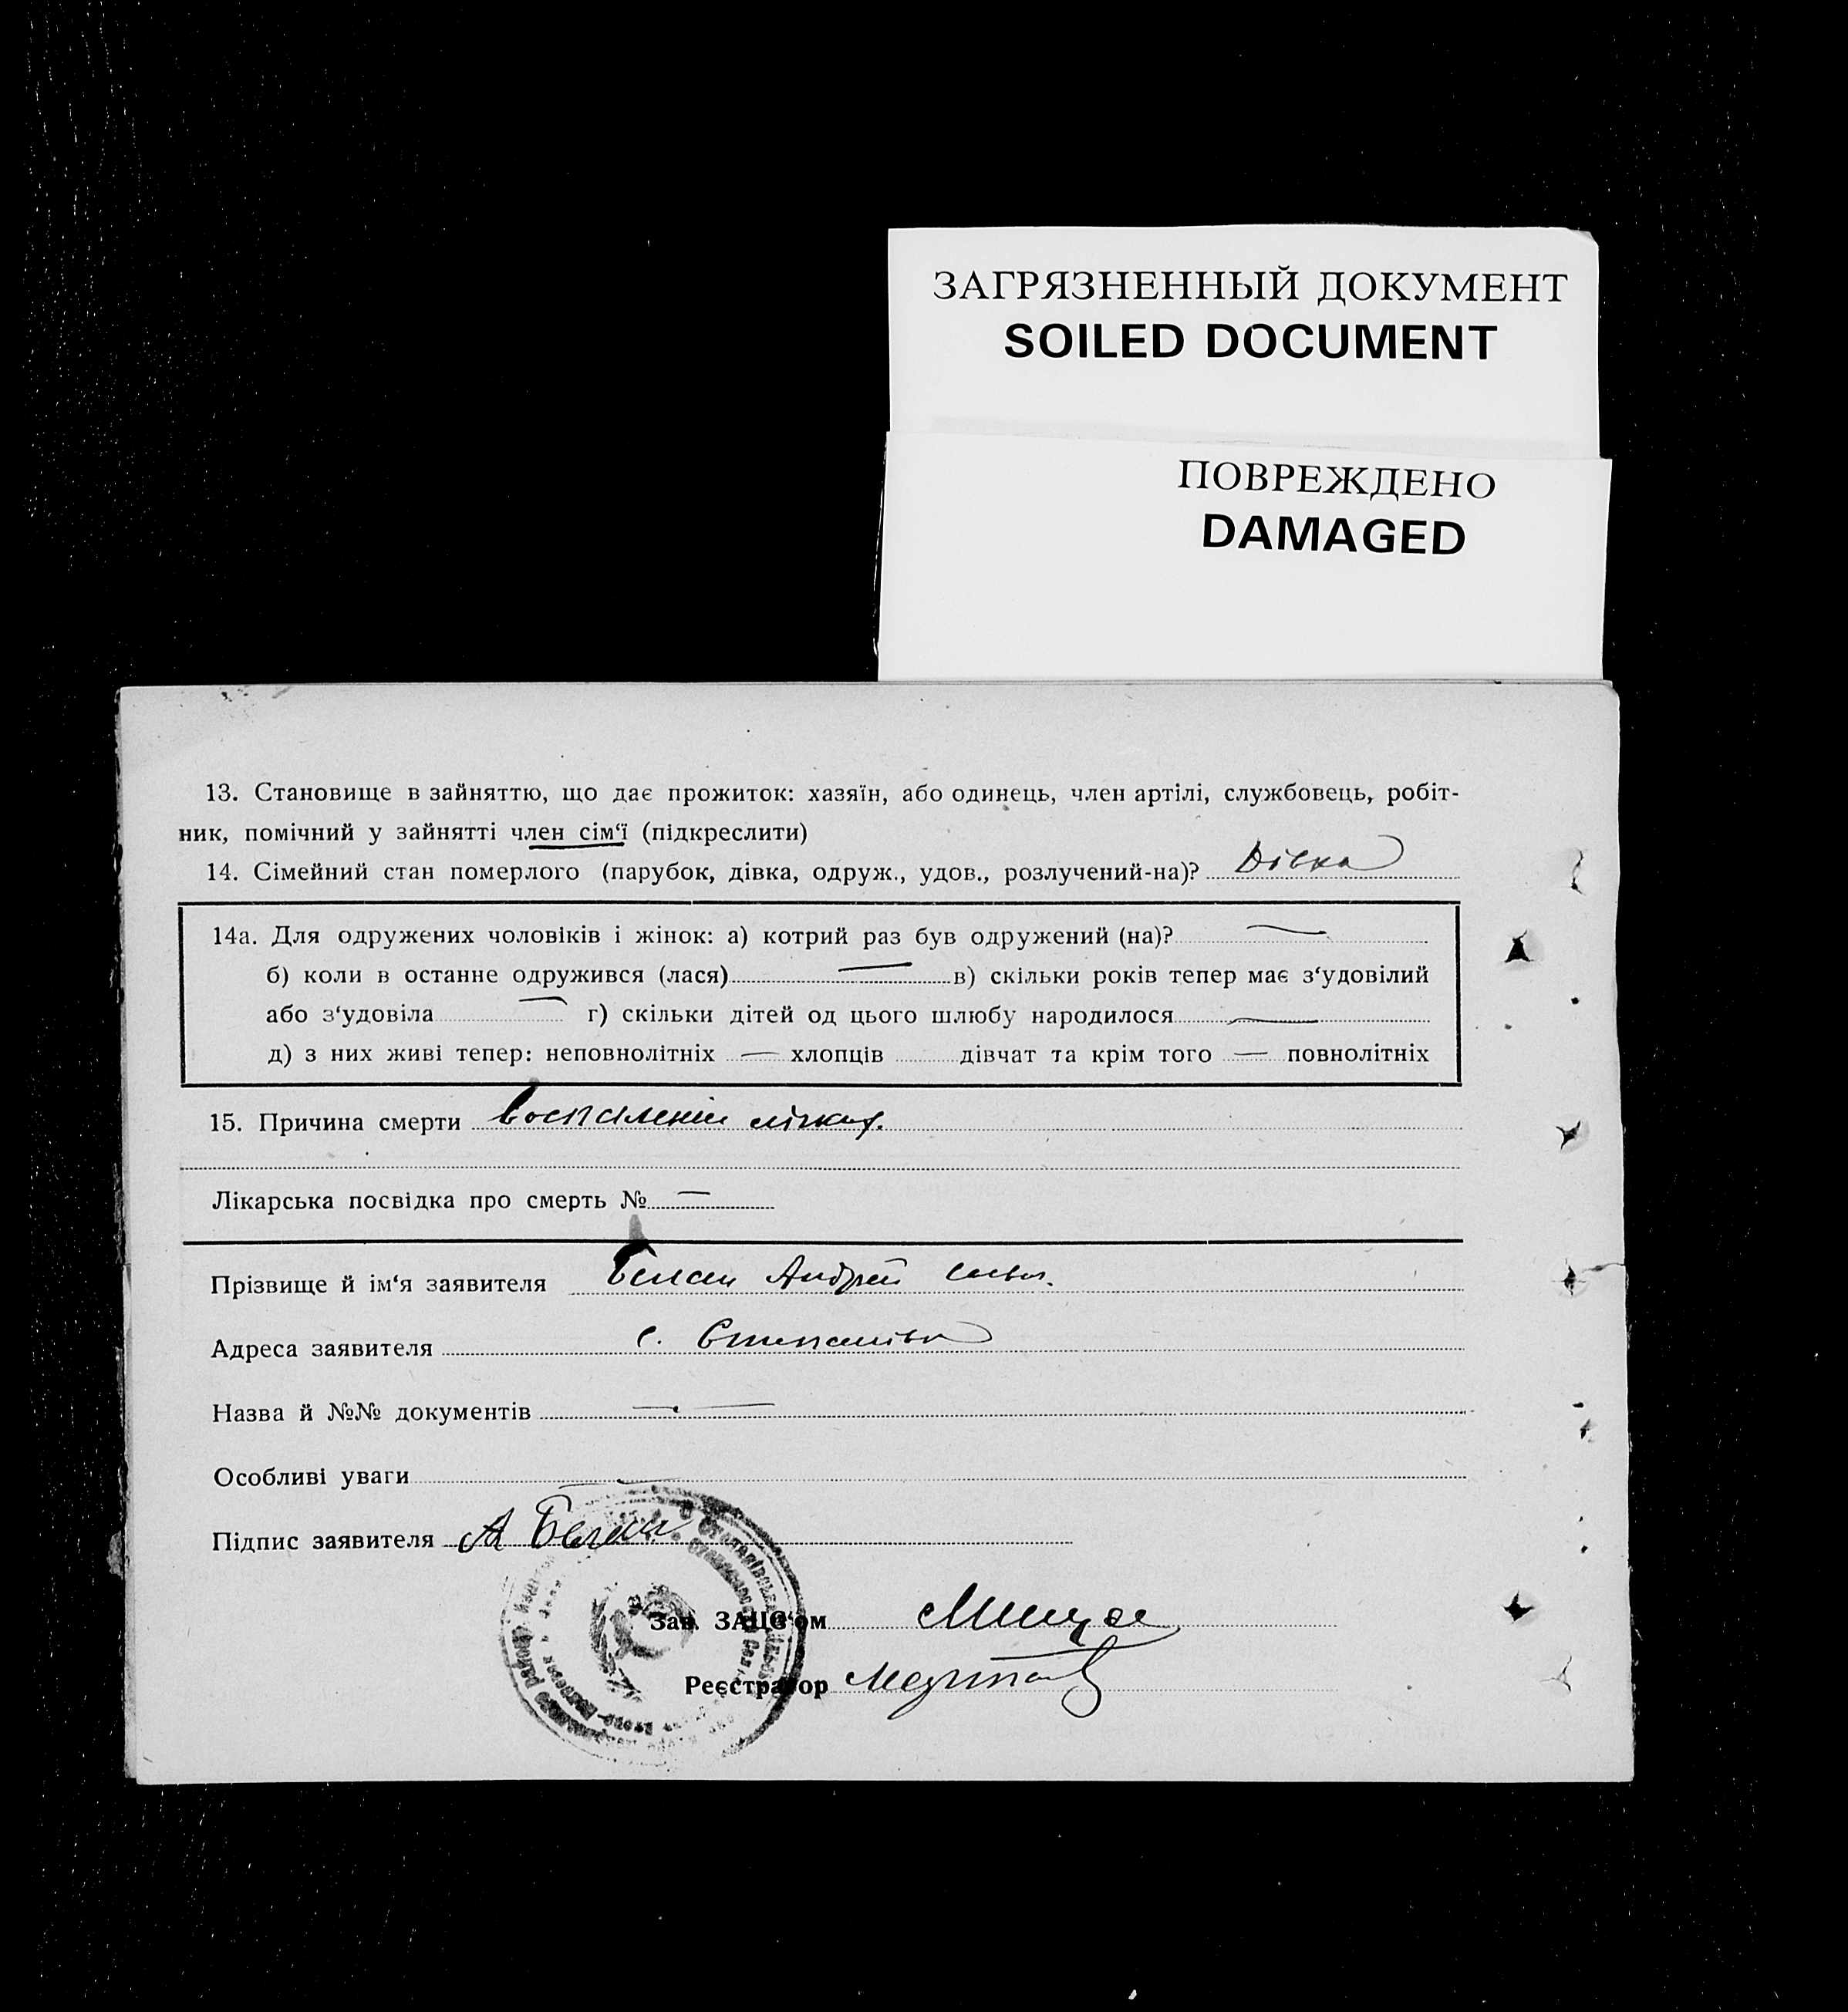 ЗАГРЯЗНЕННЫЙ ДОКУМЕНТ
SOILED DOCUMENT
ПОВРЕЖДЕНО
DAMAGED
13. Становище в зайняттю, що дає прожиток: хазяїн, або одинець, член артілі, службовець, робіт-
ник, помічний у зайнятті член сім‘ї (підкреслити)
14. Сімейний стан померлого (парубок, дівка, одруж., удов., розлучений-на)? Дівка
14а. Для одружених чоловіків і жінок: а) котрий раз був одружений (на)? —
б) коли в останнє одружився (лася) — в) скільки років тепер має з‘удовілий
або з‘удовіла — г) скільки дітей од цього шлюбу народилося —
д) з них живі тепер: неповнолітніх — хлопців дівчат та крім того — повнолітніх
15. Причина смерти Воспаленіе лігких.
Лікарська посвідка про смерть № —
Прізвище й ім‘я заявителя Белан Андрей
Адреса заявителя с. Степанівка
Назва й №№ документів — —
Особливі уваги —
Підпис заявителя А Белан
Зав. ЗАЦС‘ом
Реєстратор